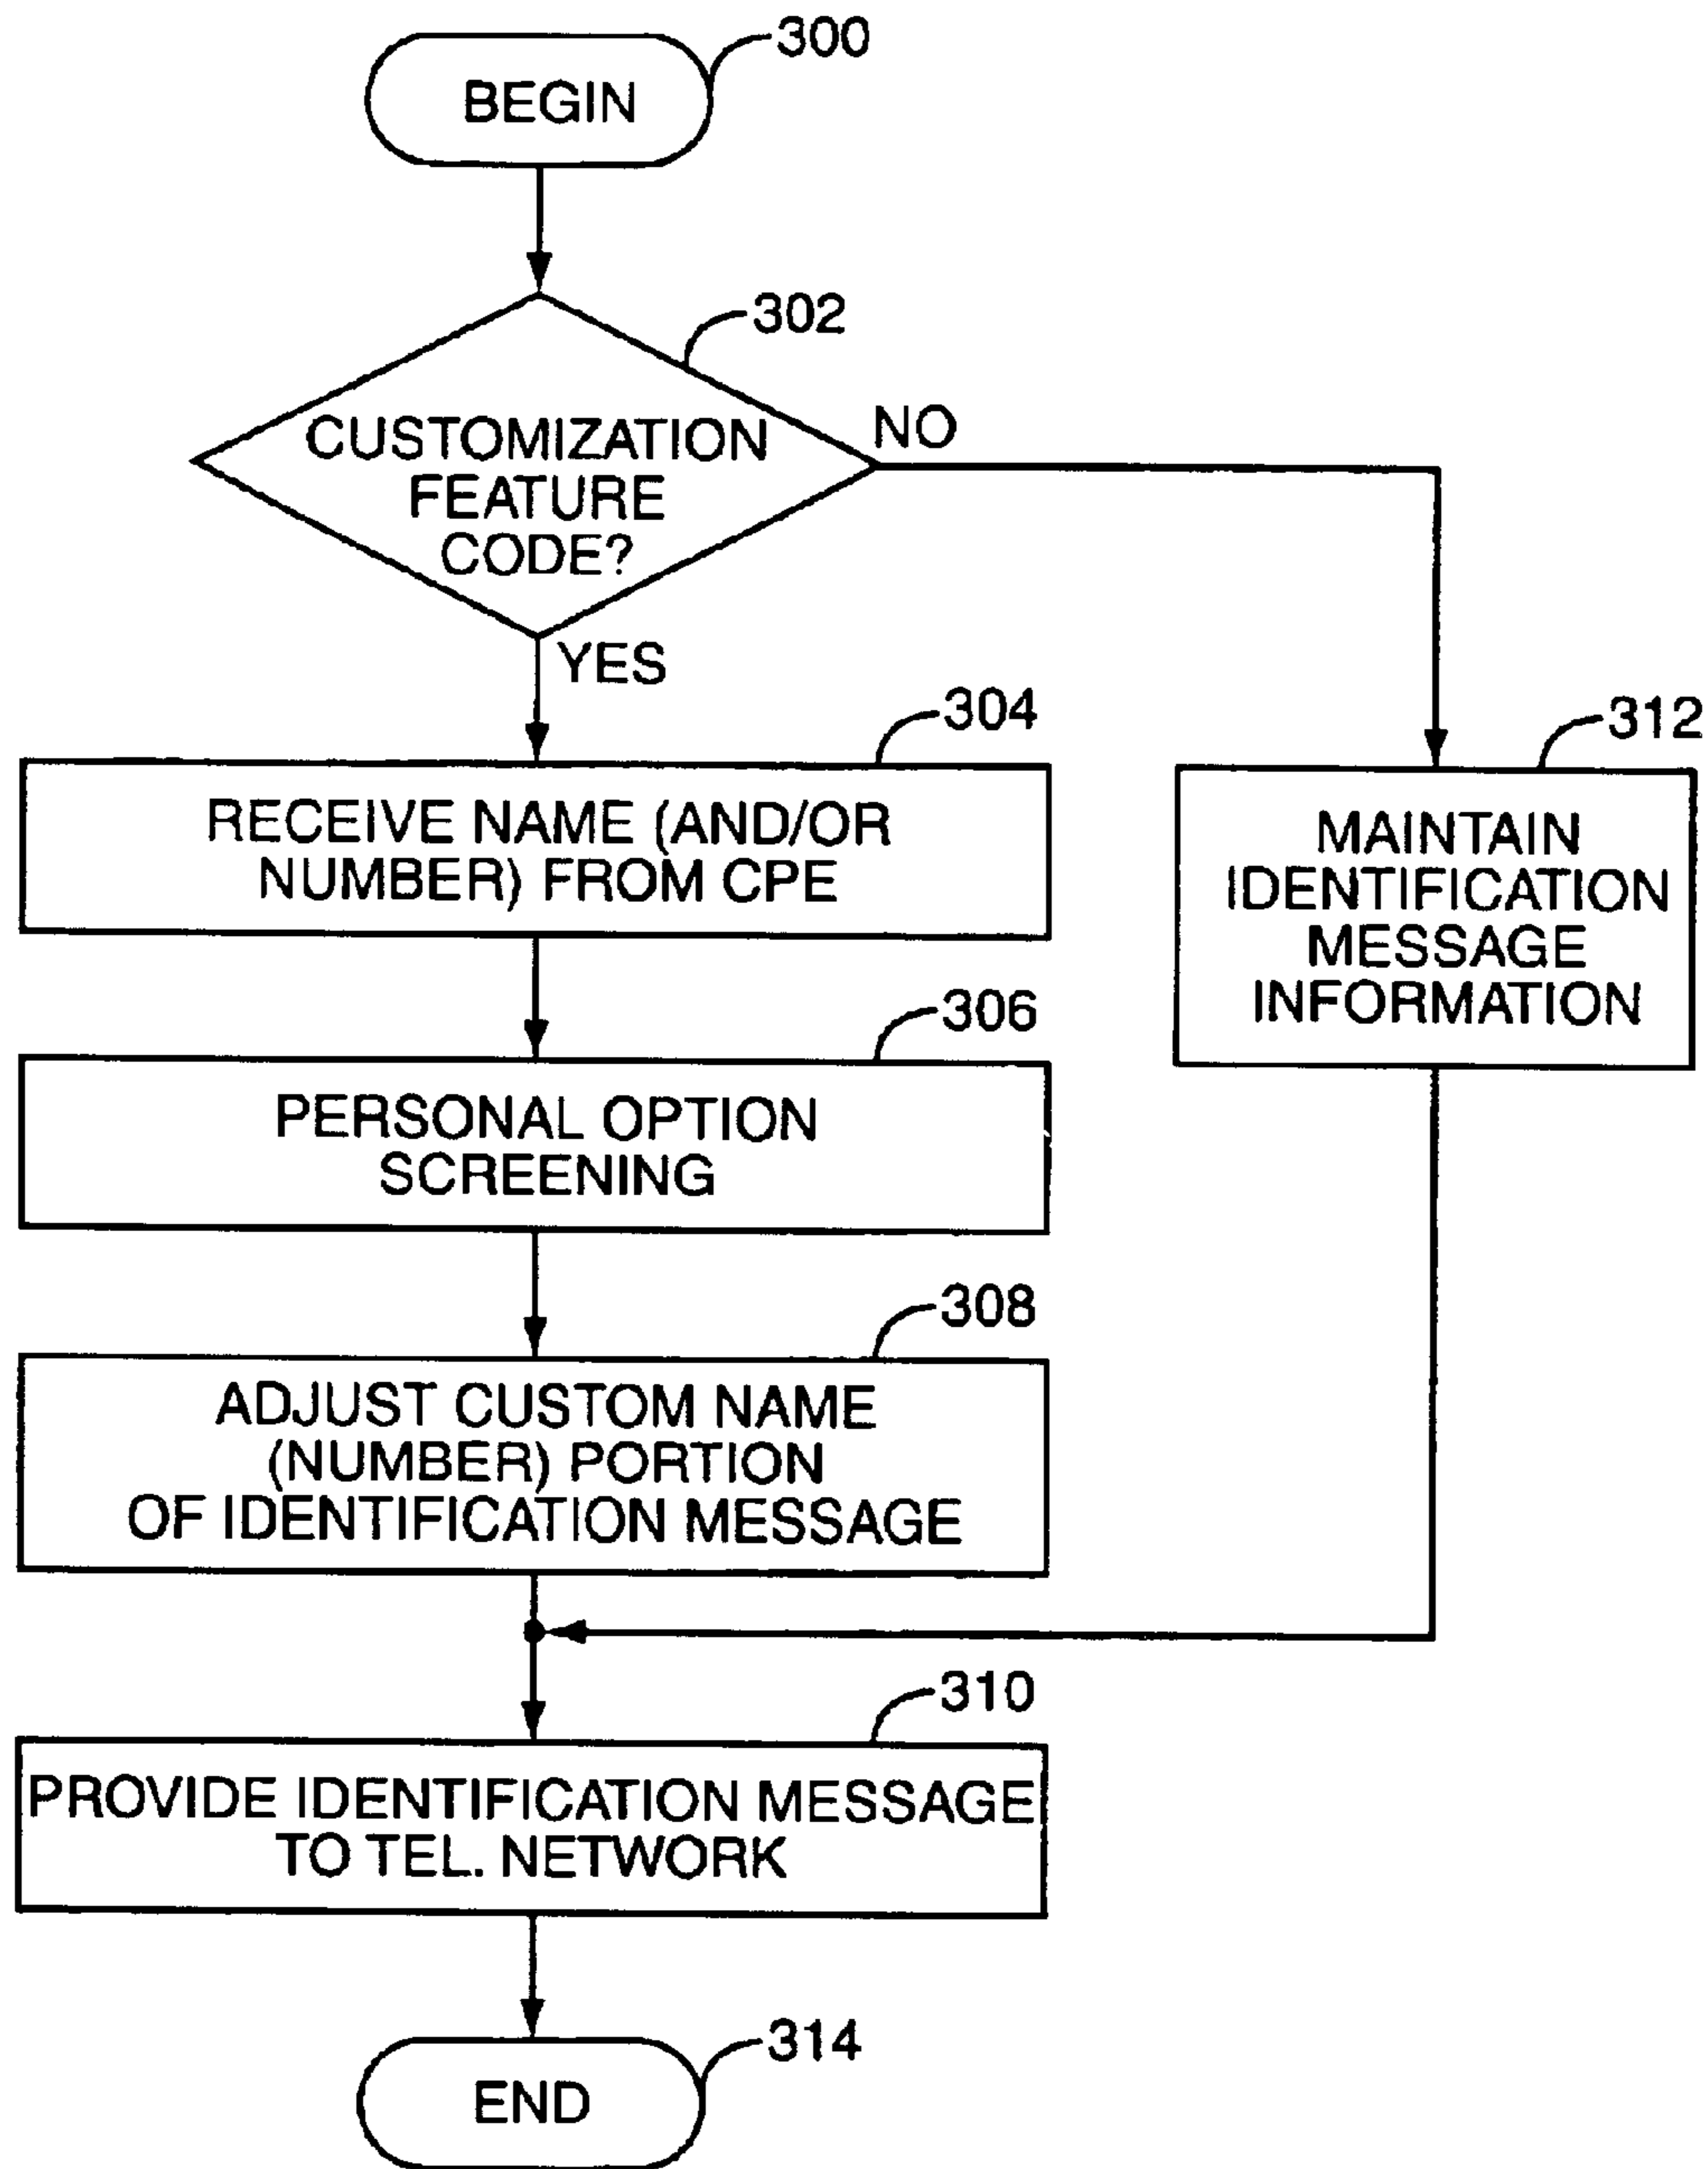 300
BEGIN
302
CUSTOMIZATION
FEATURE
CODE?
NO
YES
304
RECEIVE NAME (AND/OR
NUMBER) FROM CPE
312
MAINTAIN
IDENTIFICATION
MESSAGE
INFORMATION
306
PERSONAL OPTION
SCREENING
308
ADJUST CUSTOM NAME
(NUMBER) PORTION
OF IDENTIFICATION MESSAGE
310
PROVIDE IDENTIFICATION MESSAGE
TO TEL. NETWORK
314
END